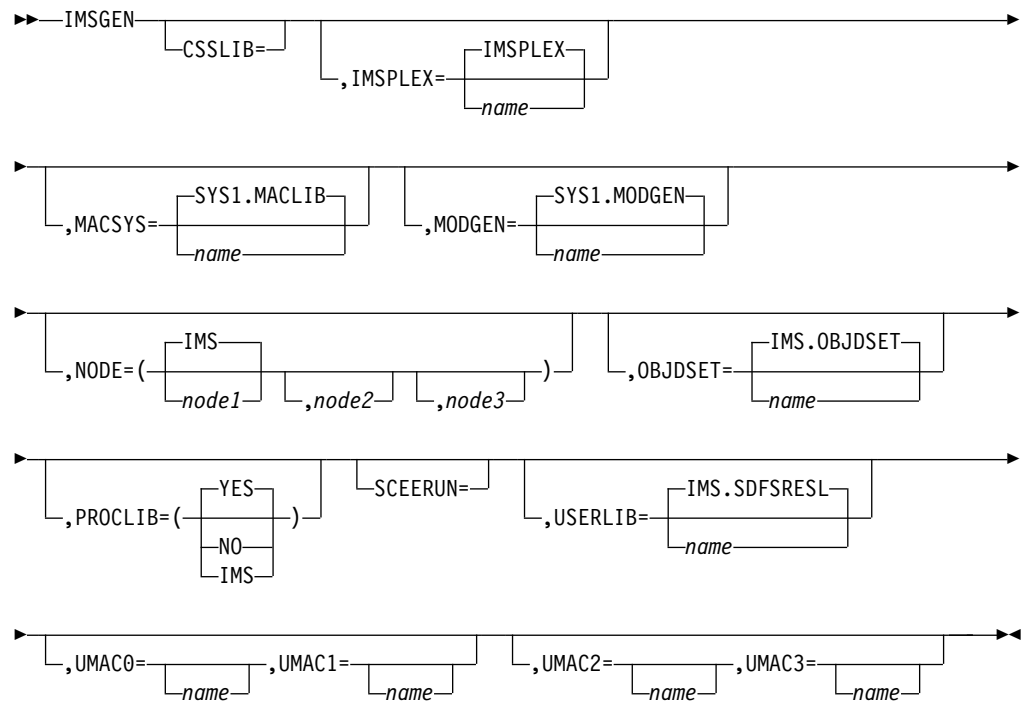 IMSGEN
CSSLIB=
,IMSPLEX=
IMSPLEX
name
,MACSYS=
SYS1.MACLIB
name
,MODGEN=
SYS1.MODGEN
name
,NODE=(
IMS
node1
,node2
,node3
)
,OBJDSET=
IMS.OBJDSET
name
,PROCLIB=(
YES
NO
IMS
)
SCEERUN=
,USERLIB=
IMS.SDFSRESL
name
,UMAC0=
name
,UMAC1=
name
,UMAC2=
name
,UMAC3=
name